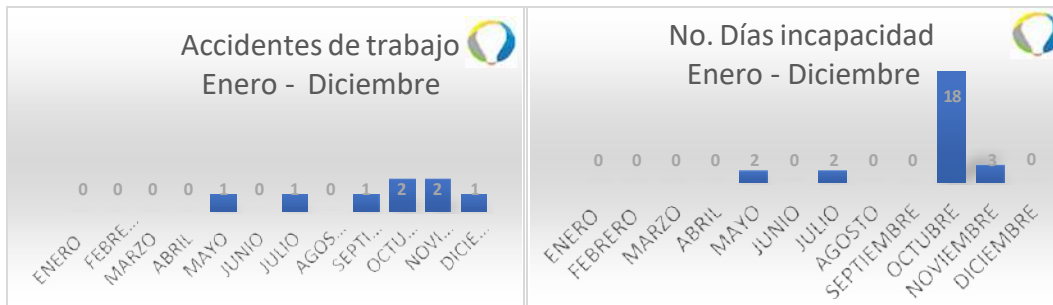 Accidentes de trabajo
Enero - Diciembre
0 0 0 0 1 0 1 0 1 2 2 1
ENERO
FEBRE...
MARZO
ABRIL
MAYO
JUNIO
JULIO
AGOS...
SEPTI...
OCTU...
NOVI...
DICIE...
No. Días incapacidad
Enero - Diciembre
0 0 0 0 2 0 2 0 0 18 3 0
ENERO
FEBRERO
MARZO
ABRIL
MAYO
JUNIO
JULIO
AGOSTO
SEPTIEMBRE
OCTUBRE
NOVIEMBRE
DICIEMBRE